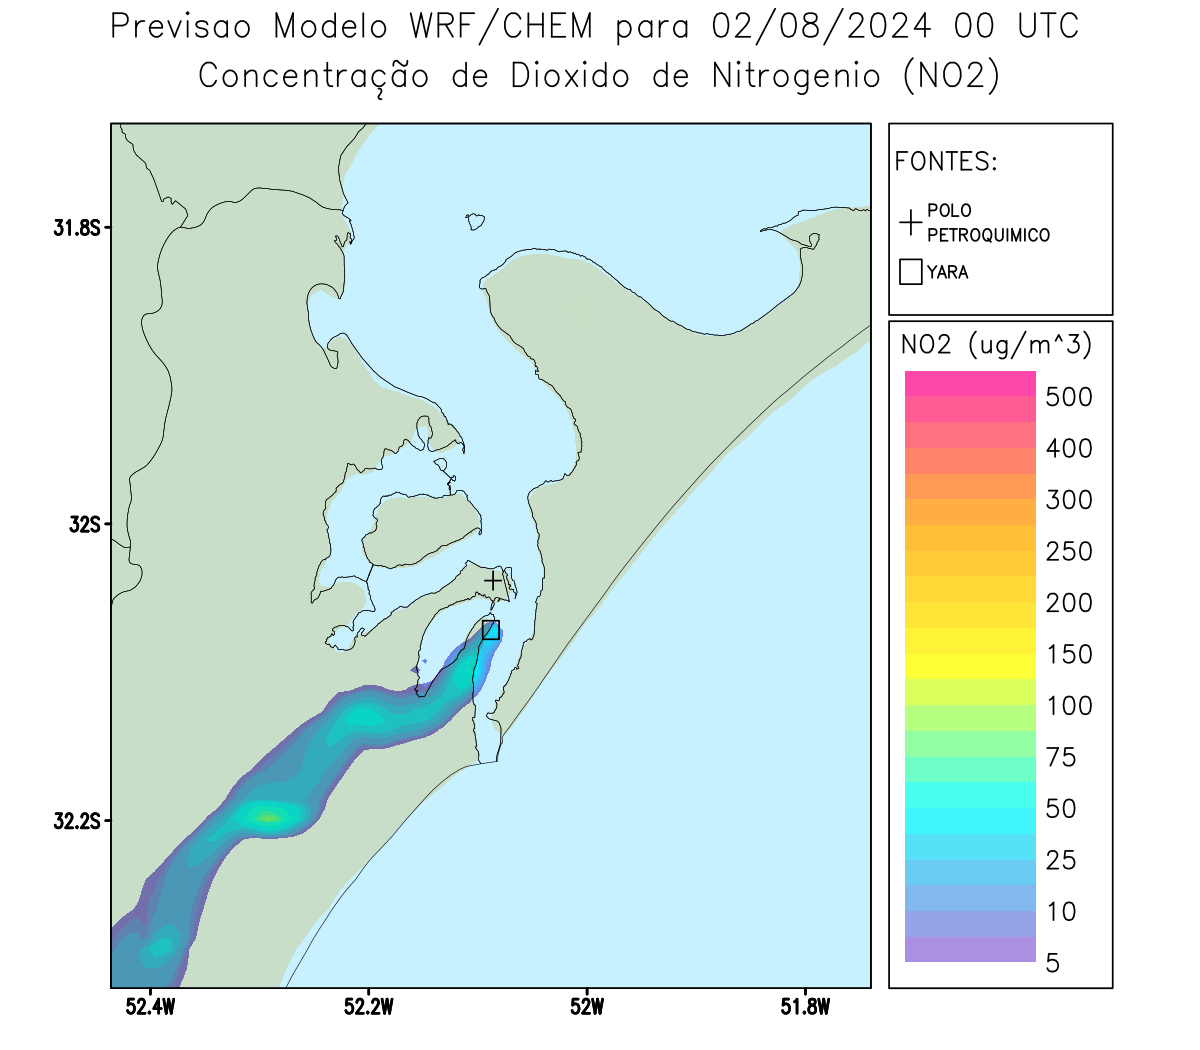 Previsao Modelo WRF/CHEM para 02/08/2024 00 UTC
Concentração de Dioxido de Nitrogenio (NO2)
FONTES:
POLO
PETROQUIMICO
YARA
NO2 (ug/m^3)
500
400
300
250
200
150
100
75
50
25
10
5
31.8S
32S
32.2S
52.4W
52.2W
52W
51.8W